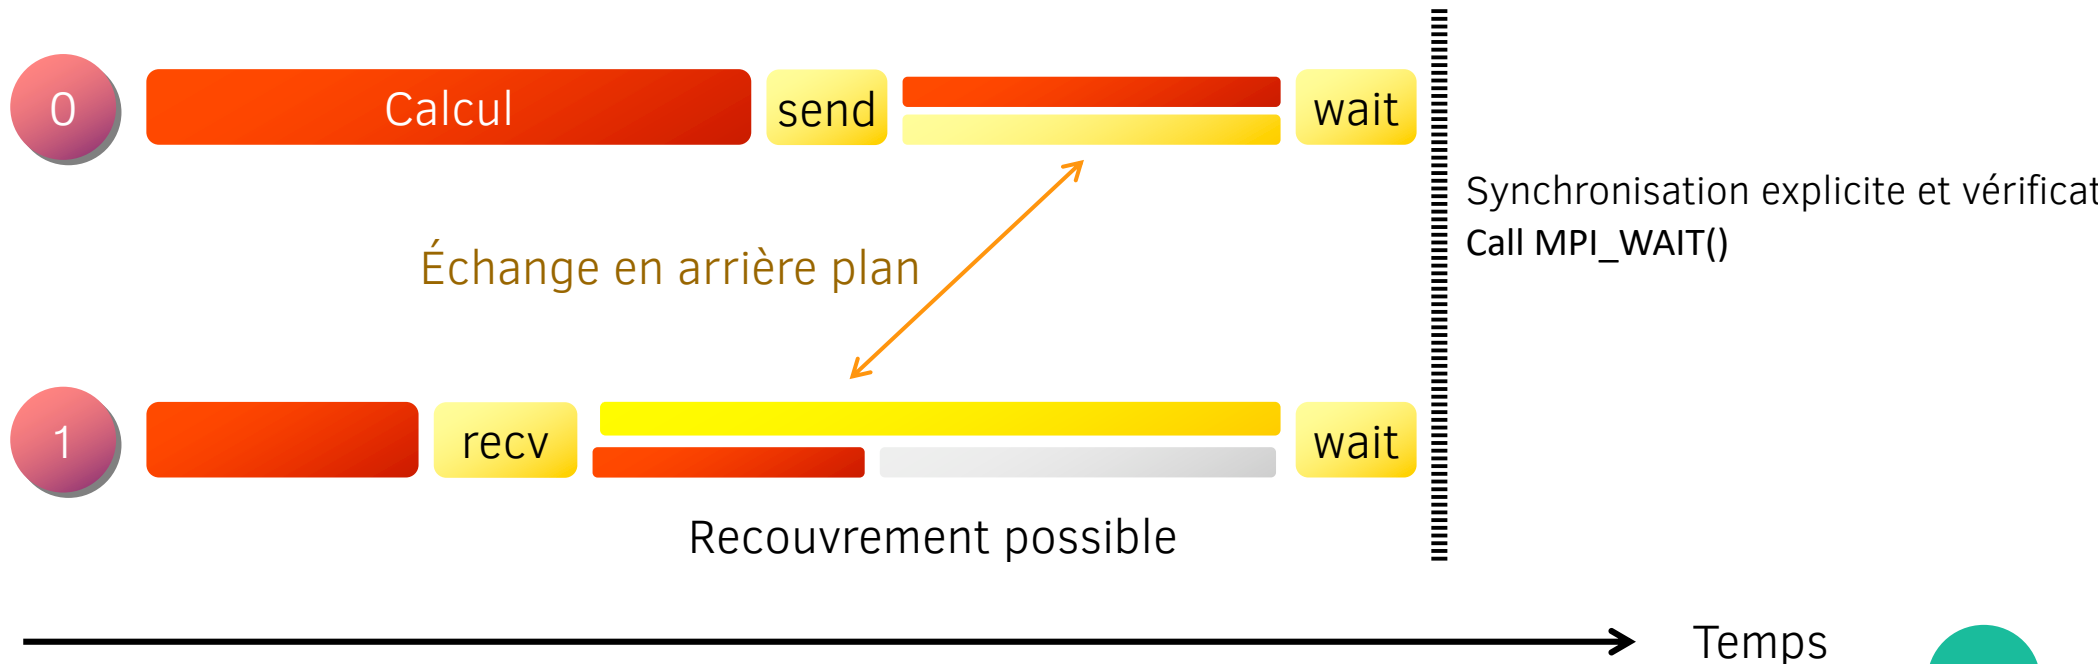 0
Calcul
send
wait
Synchronisation explicite et
Call MPI_WAIT()
Échange en arrière plan
1
recv
wait
Recouvrement possible
Temps